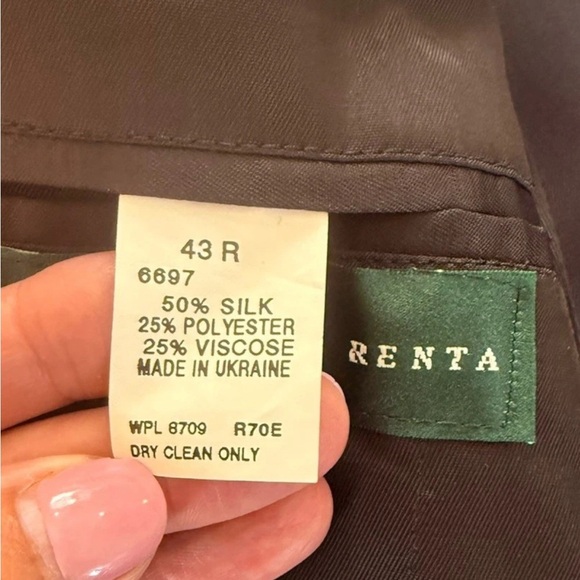 43 R
6697
50% SILK
25% POLYESTER
25% VISCOSE
MADE IN UKRAINE
WPL 8709 R70E
DRY CLEAN ONLY
RENTA